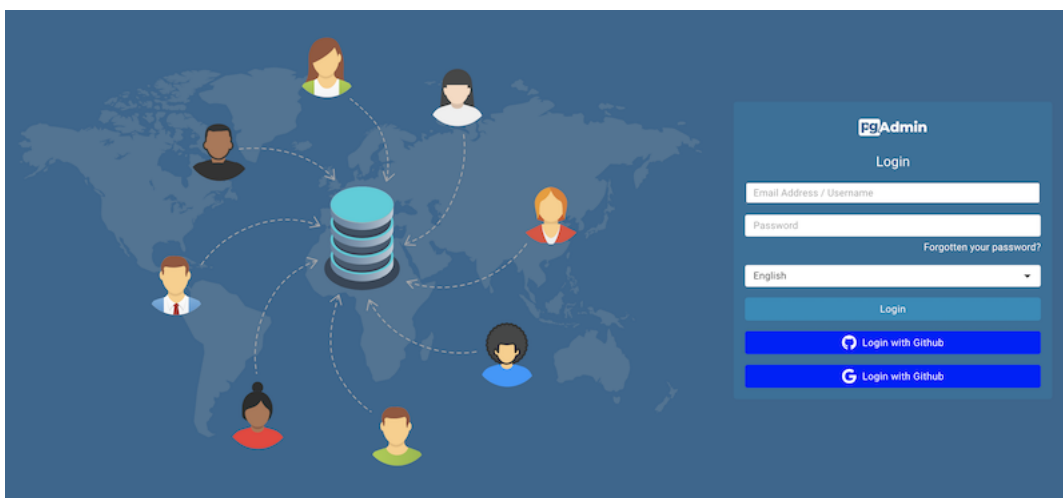 pgAdmin
Login
Email Address / Username
Password
Forgotten your password?
English
Login
Login with Github
Login with Github